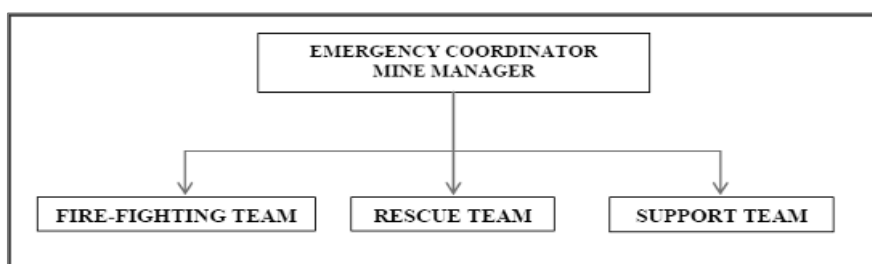 EMERGENCY COORDINATOR
MINE MANAGER
FIRE-FIGHTING TEAM
RESCUE TEAM
SUPPORT TEAM